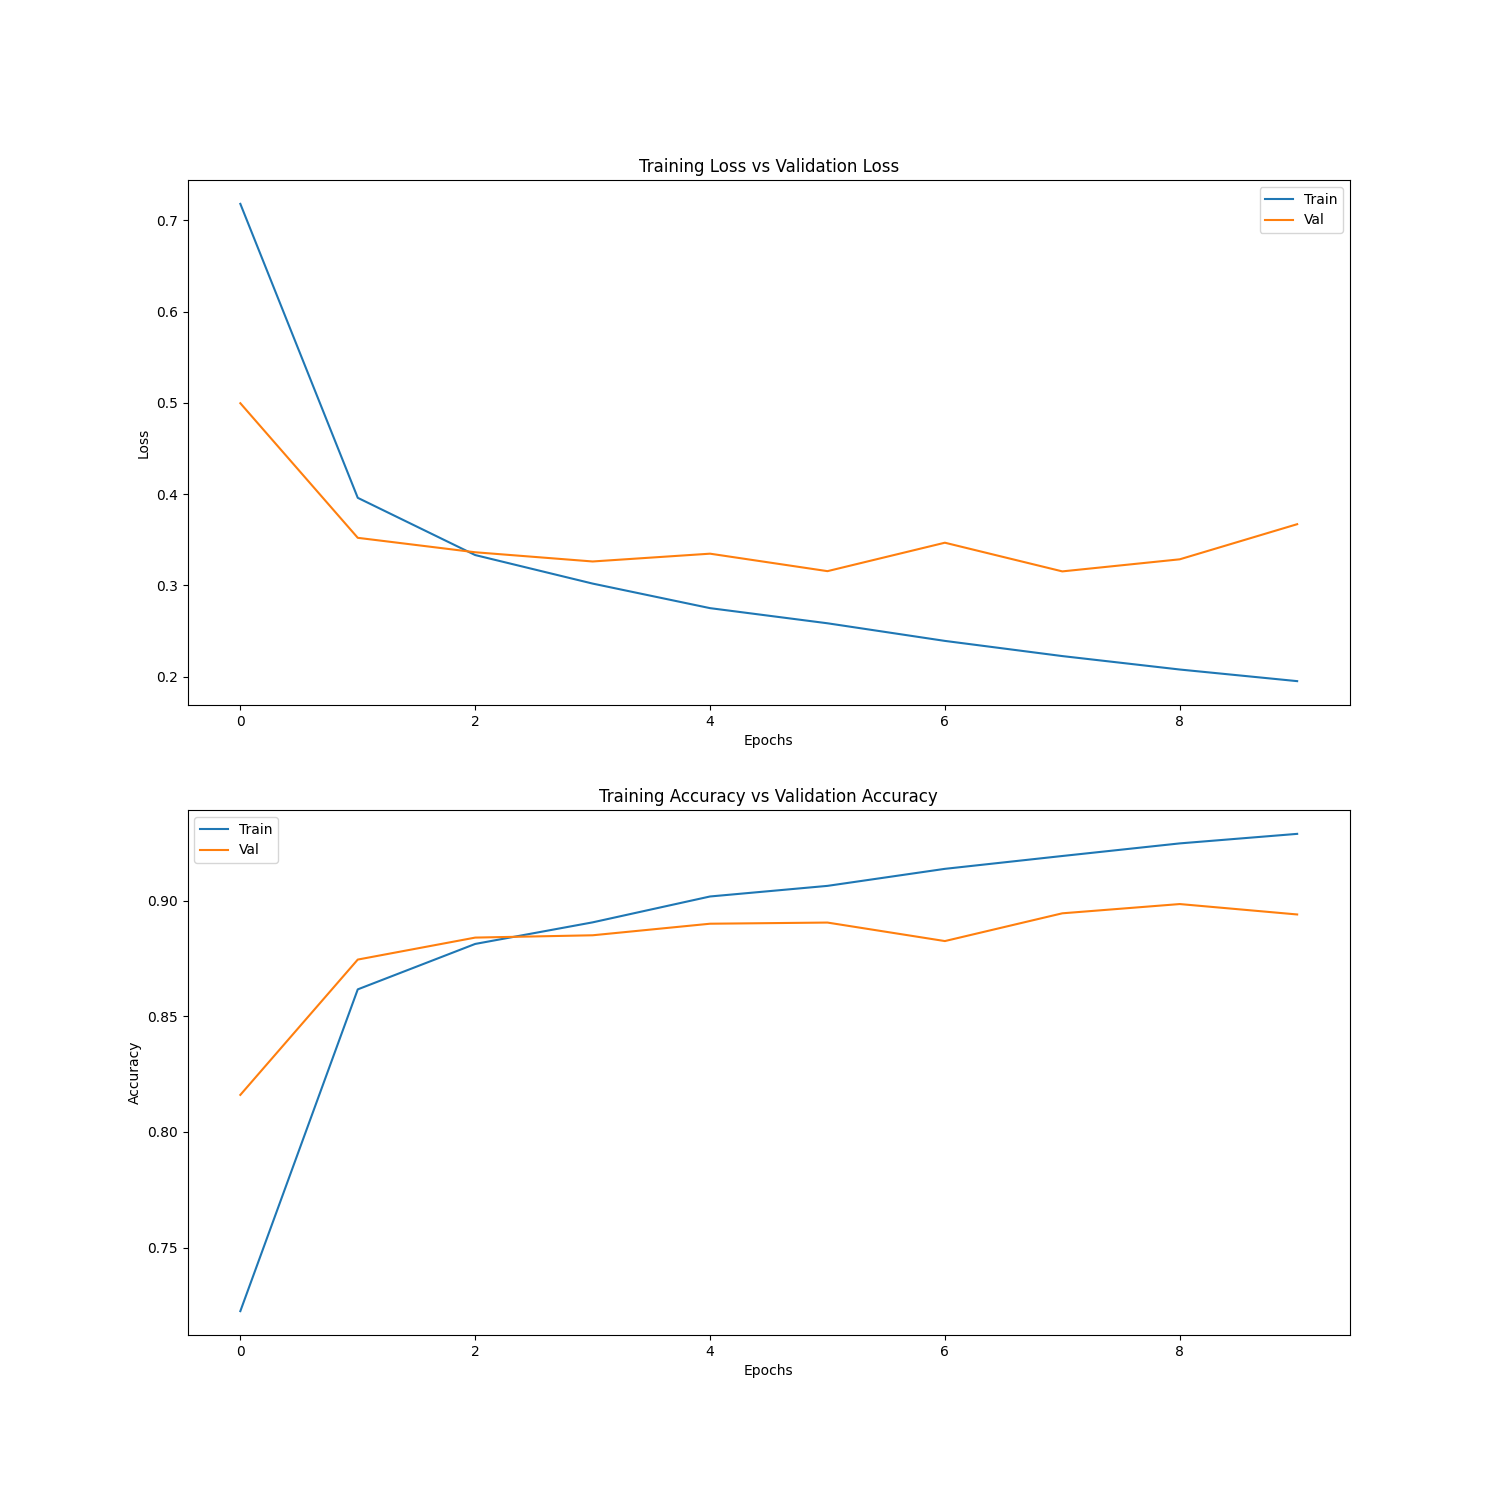 Training Loss vs Validation Loss
Train
Val
0.7
0.6
0.5
0.4
0.3
0.2
Loss
0 2 4 6 8
Epochs
Training Accuracy vs Validation Accuracy
Train
Val
0.90
0.85
0.80
0.75
Accuracy
0 2 4 6 8
Epochs